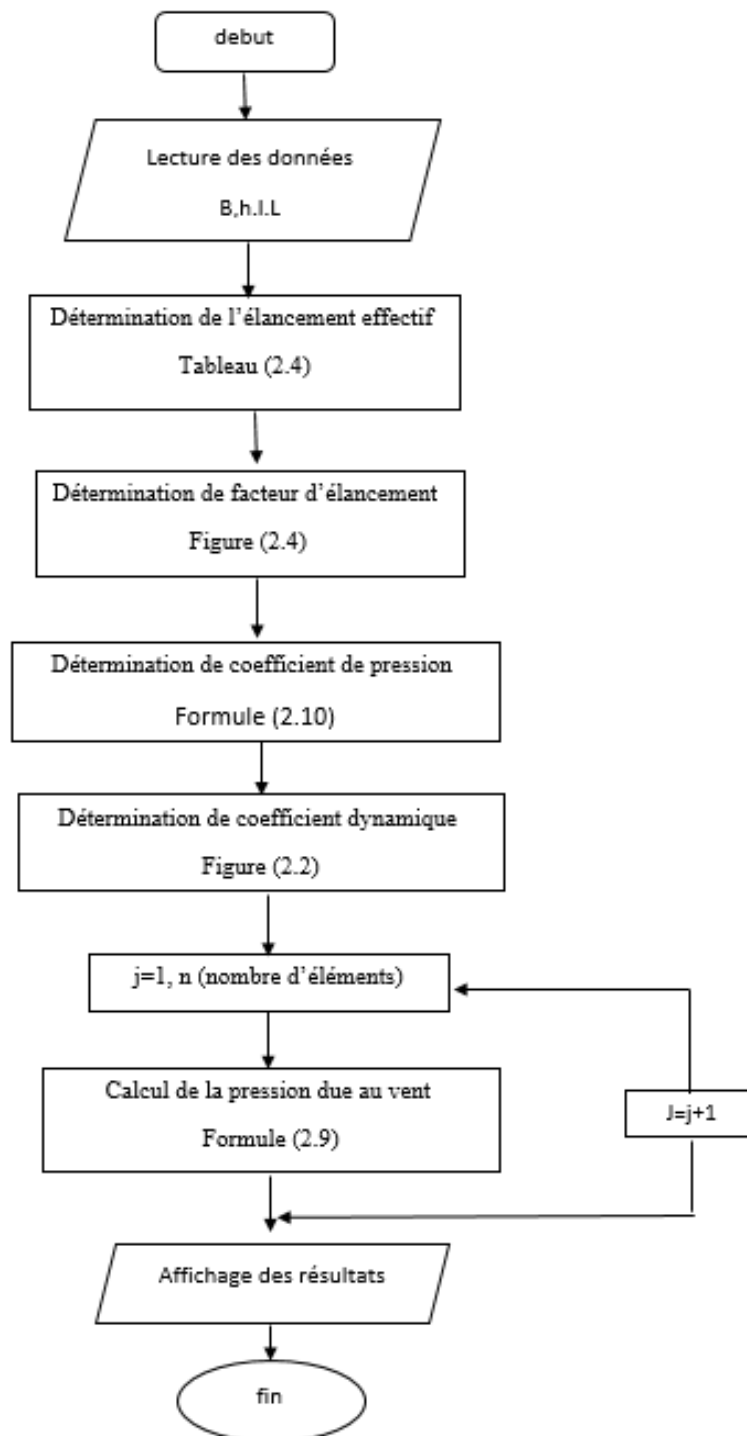 debut
Lecture des données
B,h.I.L
Détermination de l’élancement effectif
Tableau (2.4)
Détermination de facteur d’élancement
Figure (2.4)
Détermination de coefficient de pression
Formule (2.10)
Détermination de coefficient dynamique
Figure (2.2)
j=1, n (nombre d’éléments)
Calcul de la pression due au vent
Formule (2.9)
J=j+1
Affichage des résultats
fin